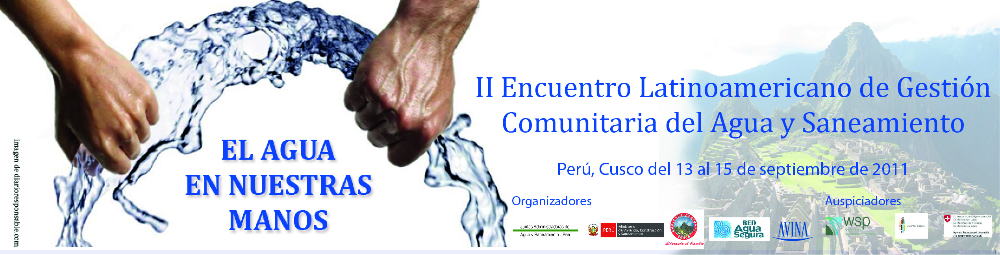 imagen de diarioresponsable.com
EL AGUA
EN NUESTRAS
MANOS
II Encuentro Latinoamericano de Gestión
Comunitaria del Agua y Saneamiento
Perú, Cusco del 13 al 15 de septiembre de 2011
Organizadores
Auspiciadores
Juntas Administradoras de
Agua y Saneamiento - Perú
PERÚ
Ministerio
de Vivienda, Construcción
y Saneamiento
GOBIERNO REGIONAL
CUSCO
Liderando el Cambio
RED
Agua
Segura
AVINA
wsp
water and
sanitation program
water for people
Schweizerische Eidgenossenschaft
Confédération suisse
Confederazione Svizzera
Confederaziun svizra
Agencia Suiza para el desarrollo
y la cooperación COSUDE